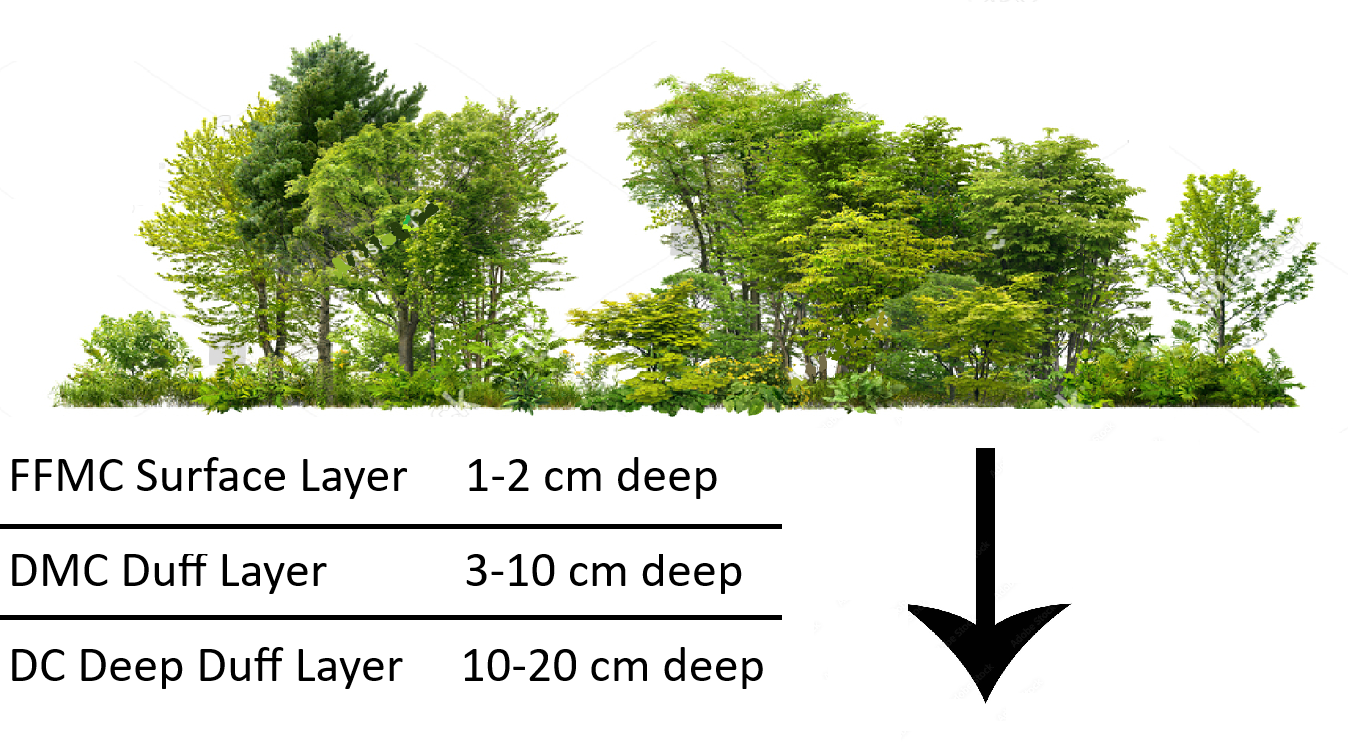 FFMC Surface Layer 1-2 cm deep
DMC Duff Layer 3-10 cm deep
DC Deep Duff Layer 10-20 cm deep